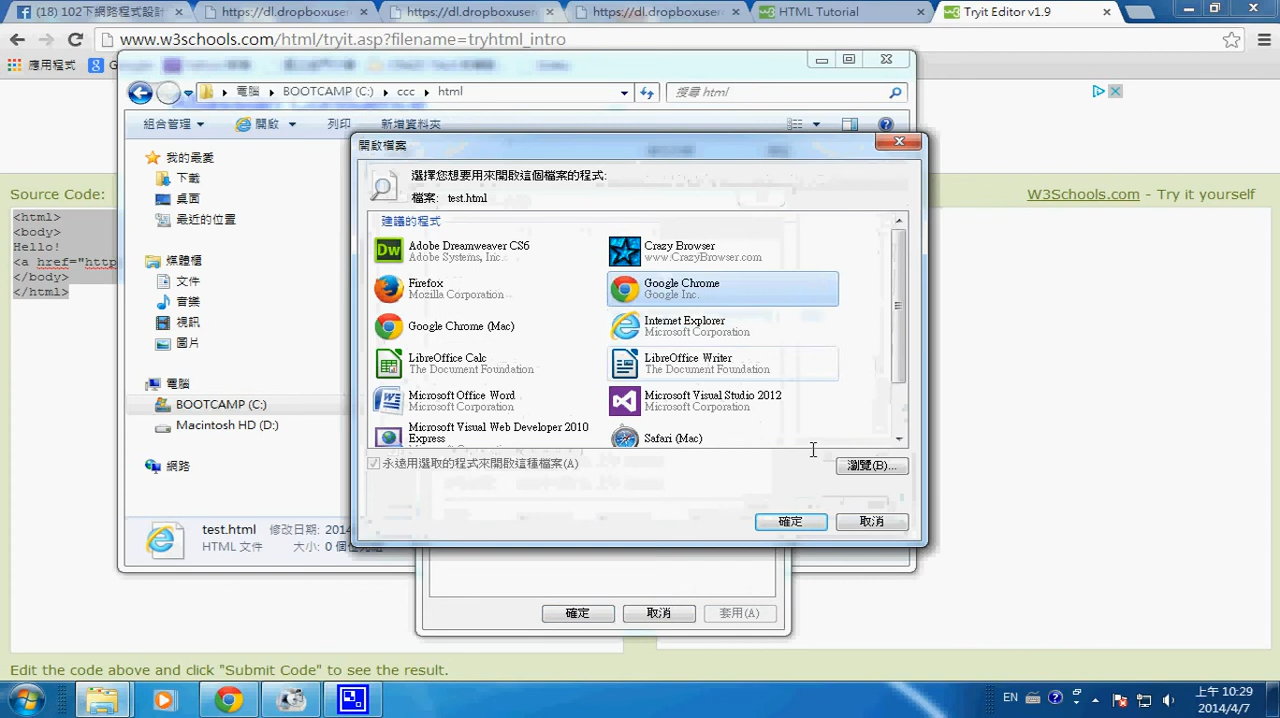 (18) 102下網路程式設計
https://dl.dropboxuser
https://dl.dropboxuser
https://dl.dropboxuser
HTML Tutorial
Tryit Editor v1.9
www.w3schools.com/html/tryit.asp?filename=tryhtml_intro
應用程式
電腦 ▸ BOOTCAMP (C:) ▸ ccc ▸ html
搜尋 html
組合管理
開啟
列印
新增資料夾
我的最愛
下載
桌面
最近的位置
媒體櫃
文件
音樂
視訊
圖片
電腦
BOOTCAMP (C:)
Macintosh HD (D:)
網路
test.html 修改日期: 2014
HTML 文件 大小: 0 個位元組
開啟檔案
選擇您想要用來開啟這個檔案的程式:
檔案: test.html
建議的程式
Adobe Dreamweaver CS6
Adobe Systems, Inc.
Crazy Browser
www.CrazyBrowser.com
Firefox
Mozilla Corporation
Google Chrome
Google Inc.
Google Chrome (Mac)
Internet Explorer
Microsoft Corporation
LibreOffice Calc
The Document Foundation
LibreOffice Writer
The Document Foundation
Microsoft Office Word
Microsoft Corporation
Microsoft Visual Studio 2012
Microsoft Corporation
Microsoft Visual Web Developer 2010
Express
Safari (Mac)
永遠用選取的程式來開啟這種檔案(A)
瀏覽(B)...
確定
取消
確定
取消
套用(A)
Source Code:
<html>
<body>
Hello!
<a href="http
</body>
</html>
W3Schools.com - Try it yourself
Edit the code above and click "Submit Code" to see the result.
EN
上午 10:29
2014/4/7